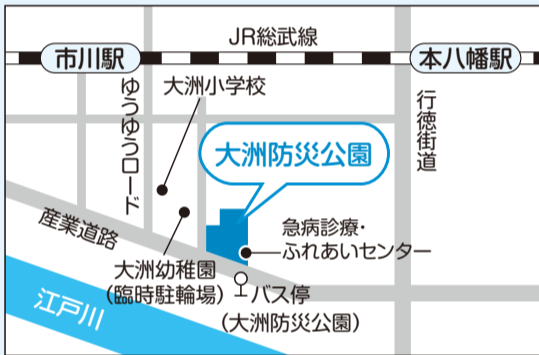 JR総武線
市川駅
本八幡駅
ゆうゆうロード
大洲小学校
行徳街道
大洲防災公園
産業道路
急病診療・
ふれあいセンター
大洲幼稚園
(臨時駐輪場)
バス停
(大洲防災公園)
江戸川